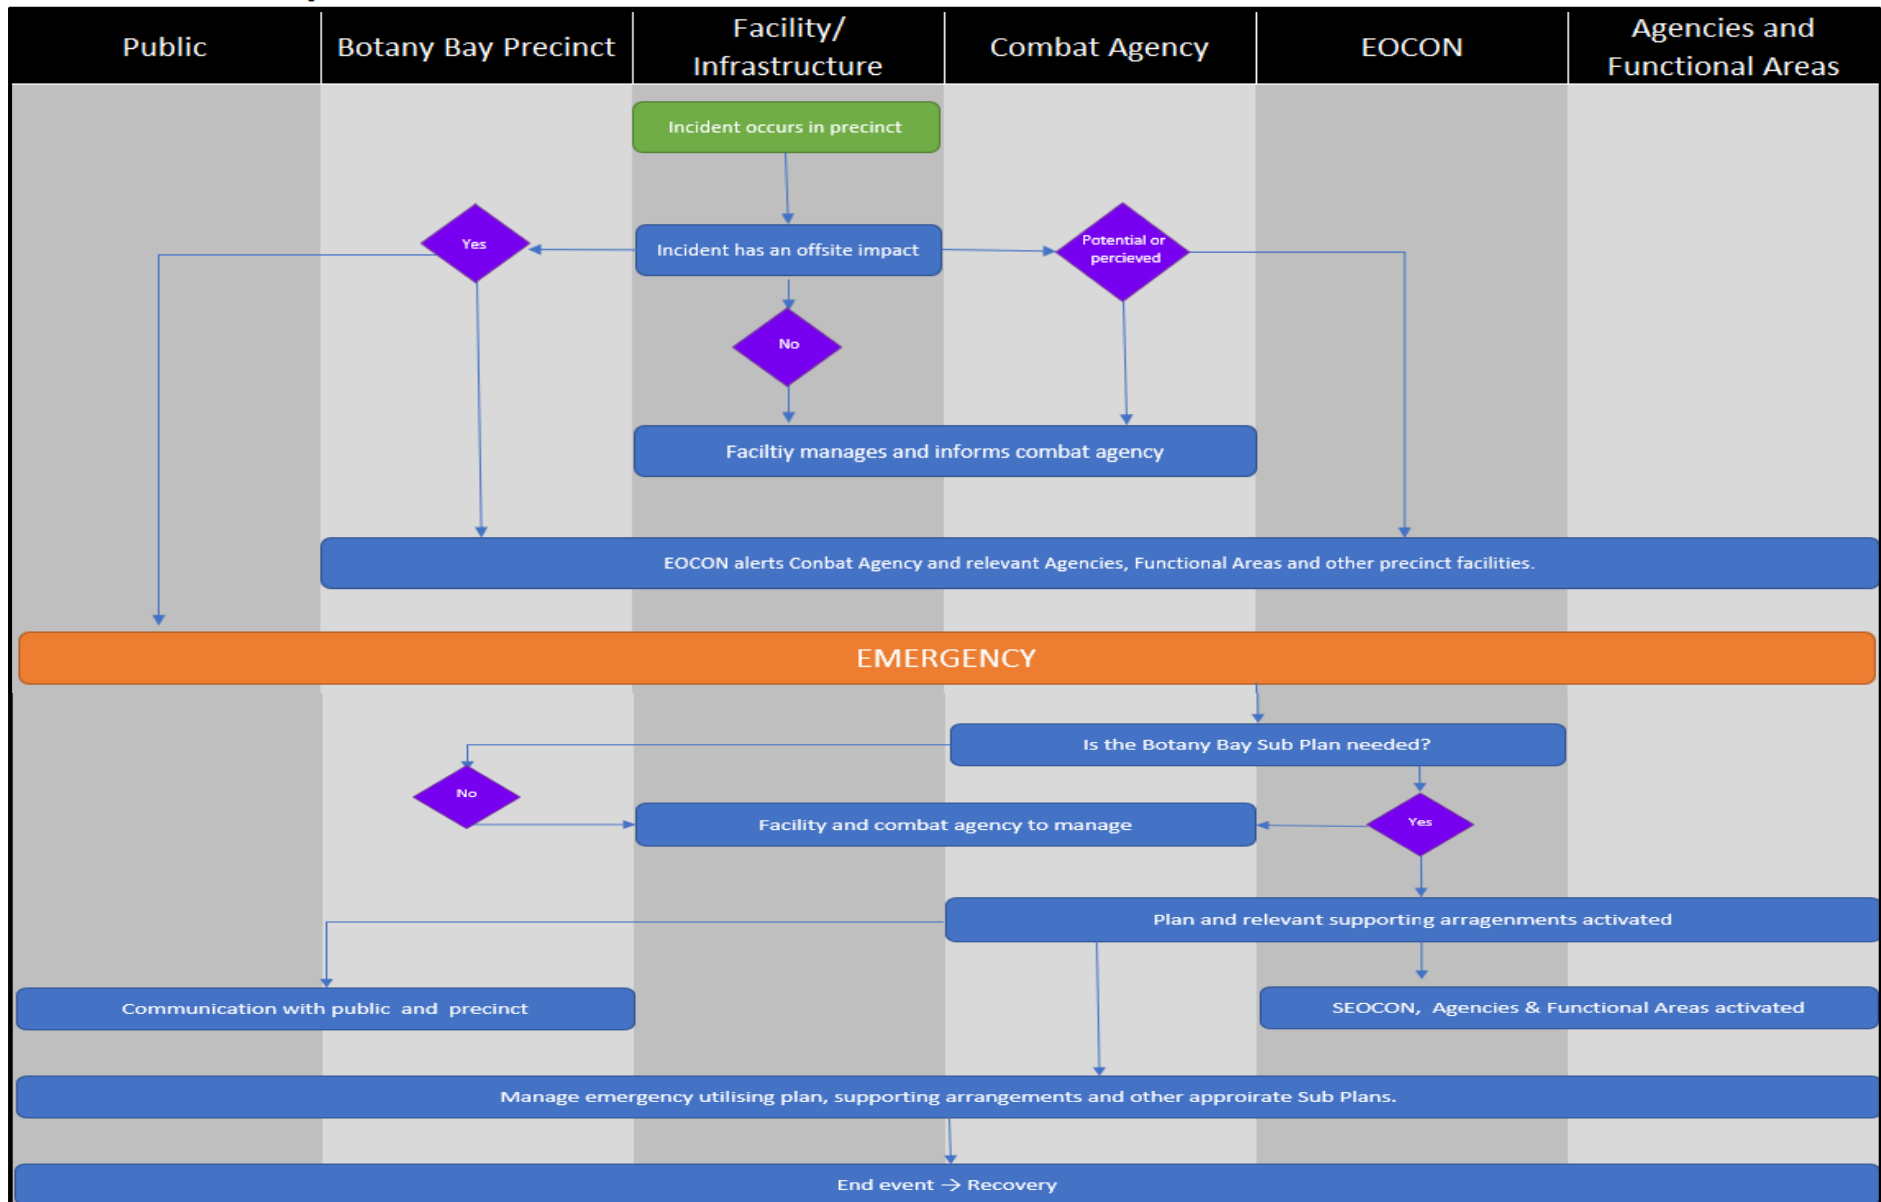 Public
Botany Bay Precinct
Facility/
Infrastructure
Combat Agency
EOCON
Agencies and
Functional Areas
Incident occurs in precinct
Yes
Incident has an offsite impact
Potential or
percieved
No
Faciltiy manages and informs combat agency
EOCON alerts Conbat Agency and relevant Agencies, Functional Areas and other precinct facilities.
EMERGENCY
Is the Botany Bay Sub Plan needed?
No
Facility and combat agency to manage
Yes
Plan and relevant supporting arragenments activated
Communication with public and precinct
SEOCON, Agencies & Functional Areas activated
Manage emergency utilising plan, supporting arrangements and other approirate Sub Plans.
End event → Recovery